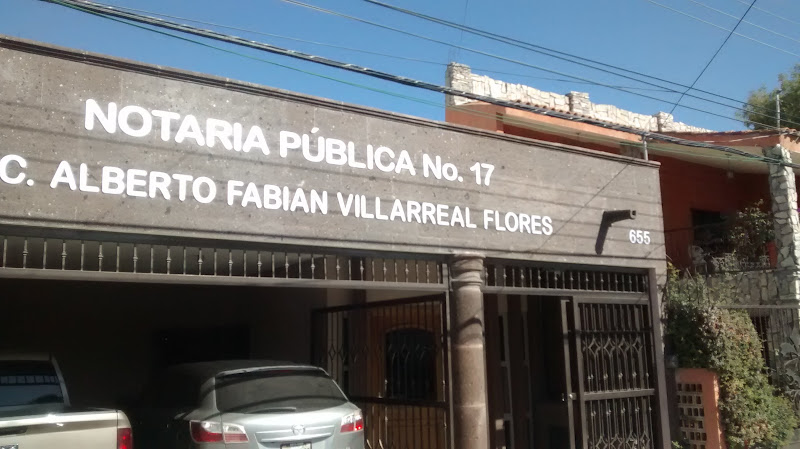 NOTARIA PÚBLICA No. 17
C. ALBERTO FABIÁN VILLARREAL FLORES
655